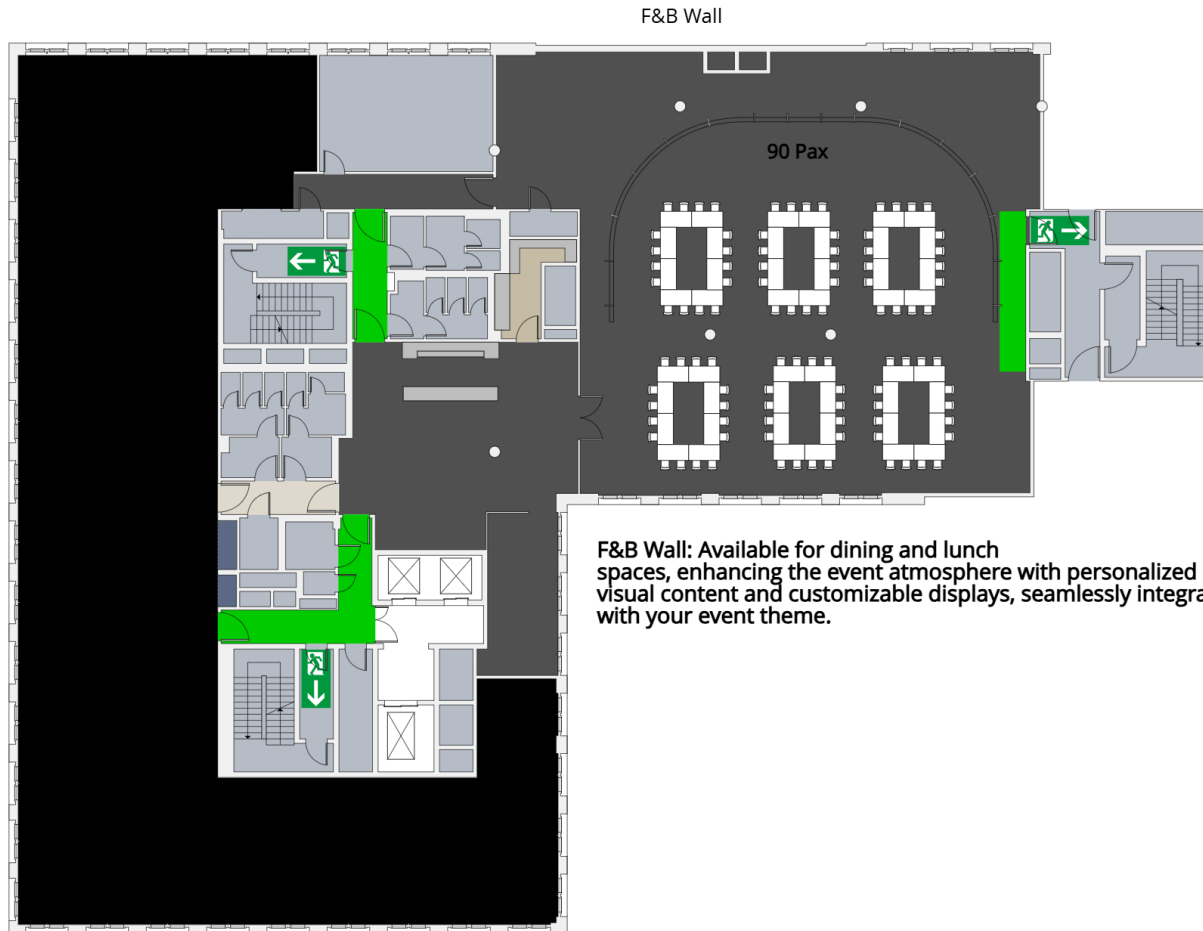 F&B Wall
90 Pax
F&B Wall: Available for dining and lunch
spaces, enhancing the event atmosphere with personalized
visual content and customizable displays, seamlessly
with your event theme.